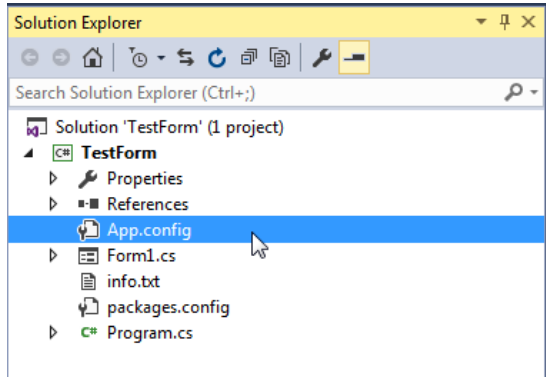 Solution Explorer
Search Solution Explorer (Ctrl+;)
Solution 'TestForm' (1 project)
C# TestForm
Properties
References
App.config
Form1.cs
info.txt
packages.config
C# Program.cs